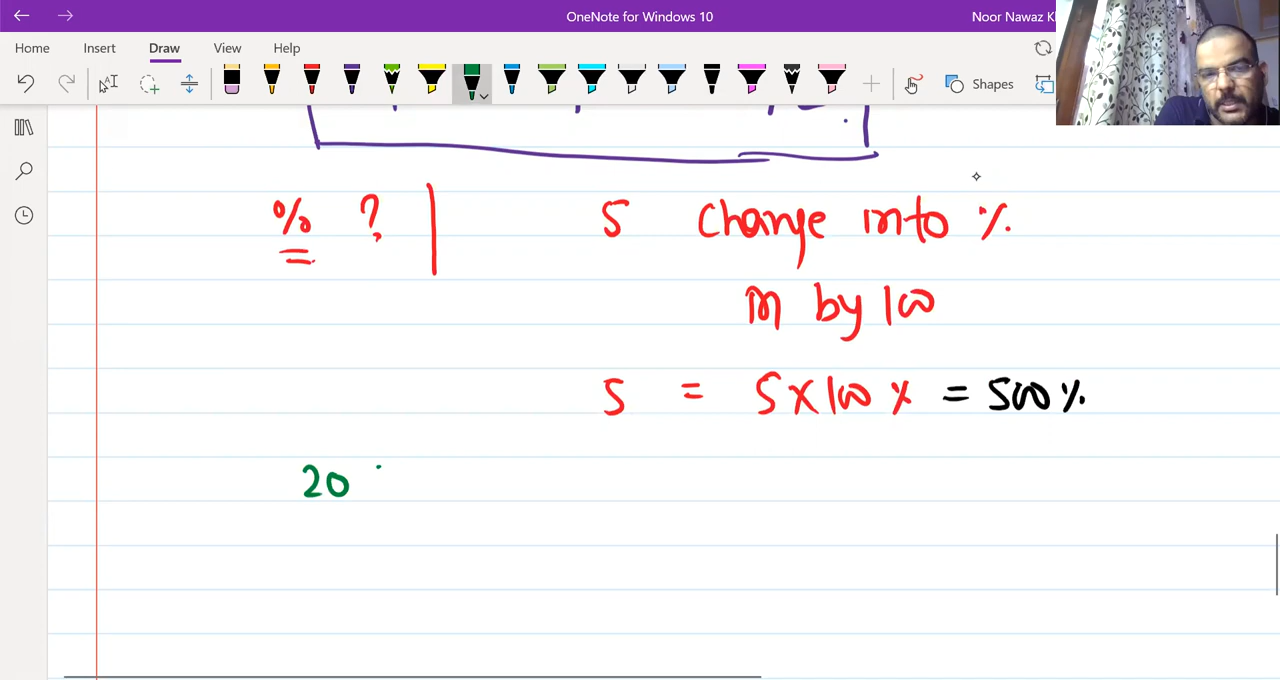 OneNote for Windows 10
Noor Nawaz
Home Insert Draw View Help
Shapes
% ? 5 Change into %
m by 100
5 = 5 × 100 % = 500 %
20